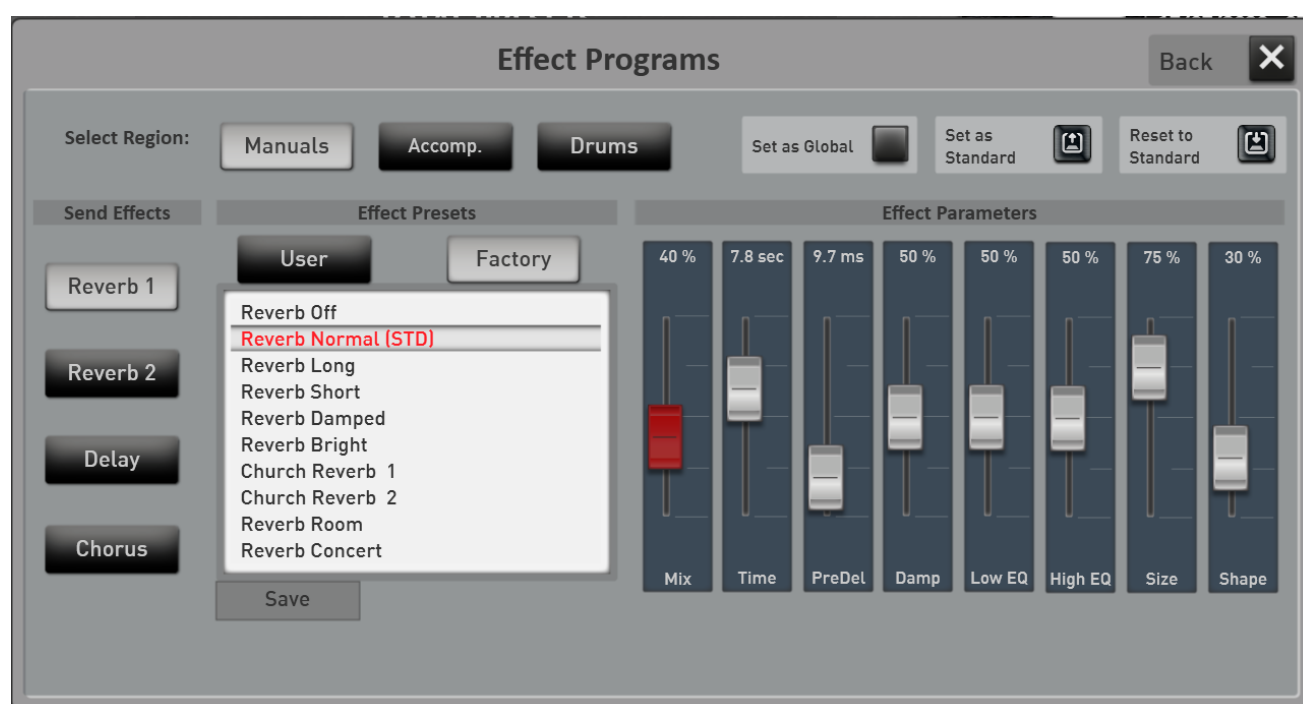 Effect Programs
Back
Select Region:
Manuals
Accomp.
Drums
Set as Global
Set as
Standard
Reset to
Standard
Send Effects
Effect Presets
Effect Parameters
Reverb 1
Reverb 2
Delay
Chorus
User
Factory
Reverb Off
Reverb Normal (STD)
Reverb Long
Reverb Short
Reverb Damped
Reverb Bright
Church Reverb 1
Church Reverb 2
Reverb Room
Reverb Concert
Save
40 % 7.8 sec 9.7 ms 50 % 50 % 50 % 75 % 30 %
Mix Time PreDel Damp Low EQ High EQ Size Shape